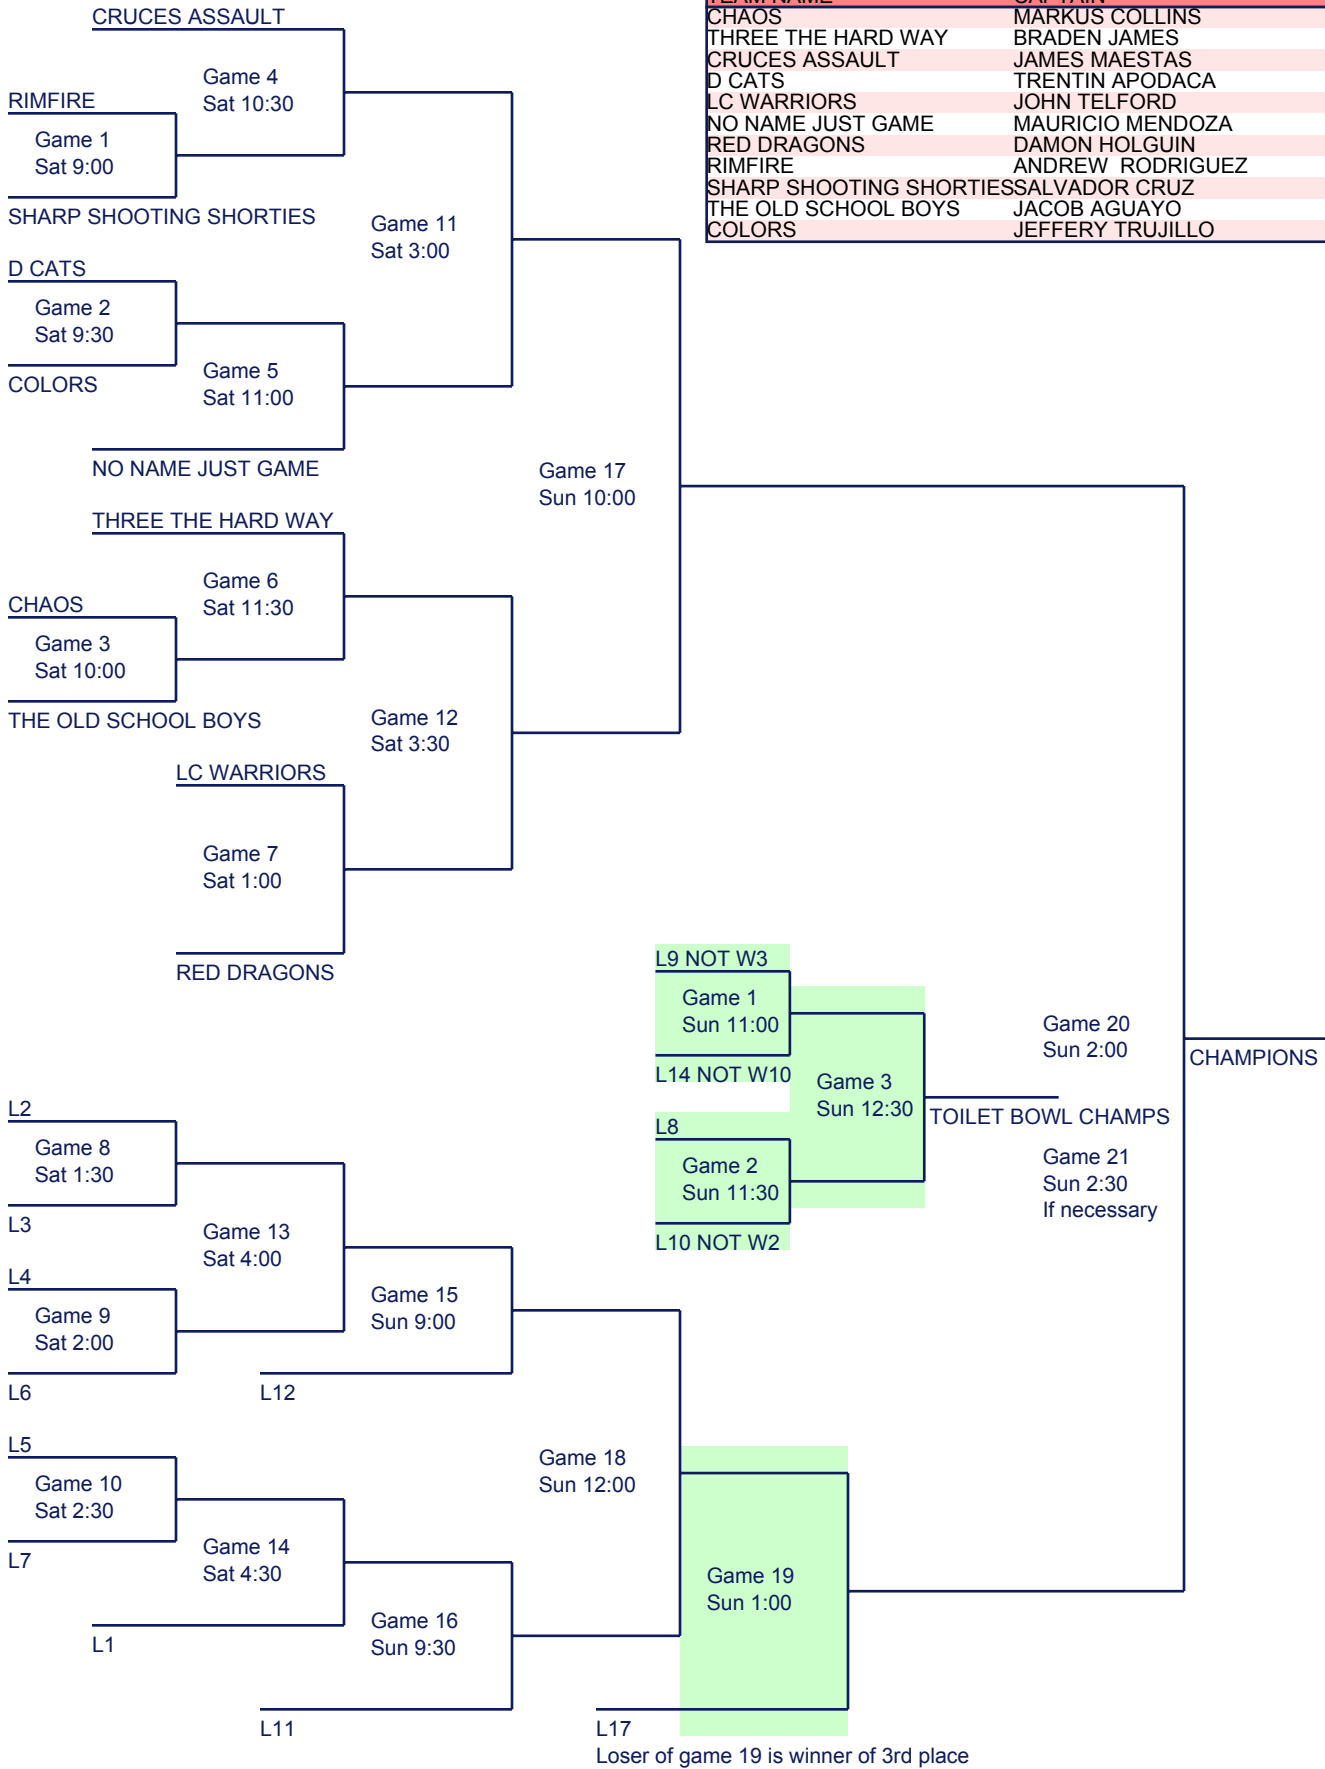 TEAM NAME CAPTAIN
CHAOS MARKUS COLLINS
THREE THE HARD WAY BRADEN JAMES
CRUCES ASSAULT JAMES MAESTAS
D CATS TRENTIN APODACA
LC WARRIORS JOHN TELFORD
NO NAME JUST GAME MAURICIO MENDOZA
RED DRAGONS DAMON HOLGUIN
RIMFIRE ANDREW RODRIGUEZ
SHARP SHOOTING SHORTIES SALVADOR CRUZ
THE OLD SCHOOL BOYS JACOB AGUAYO
COLORS JEFFERY TRUJILLO
CRUCES ASSAULT
Game 4
Sat 10:30
RIMFIRE
Game 1
Sat 9:00
SHARP SHOOTING SHORTIES
Game 11
Sat 3:00
D CATS
Game 2
Sat 9:30
COLORS
Game 5
Sat 11:00
NO NAME JUST GAME
Game 17
Sun 10:00
THREE THE HARD WAY
Game 6
Sat 11:30
CHAOS
Game 3
Sat 10:00
THE OLD SCHOOL BOYS
Game 12
Sat 3:30
LC WARRIORS
Game 7
Sat 1:00
RED DRAGONS
L9 NOT W3
Game 1
Sun 11:00
L14 NOT W10
Game 3
Sun 12:30
L8
Game 2
Sun 11:30
L10 NOT W2
TOILET BOWL CHAMPS
Game 20
Sun 2:00
CHAMPIONS
Game 21
Sun 2:30
If necessary
L2
Game 8
Sat 1:30
L3
Game 13
Sat 4:00
L4
Game 9
Sat 2:00
L6
Game 15
Sun 9:00
L12
L5
Game 10
Sat 2:30
L7
Game 14
Sat 4:30
L1
Game 16
Sun 9:30
L11
Game 18
Sun 12:00
Game 19
Sun 1:00
L17
Loser of game 19 is winner of 3rd place